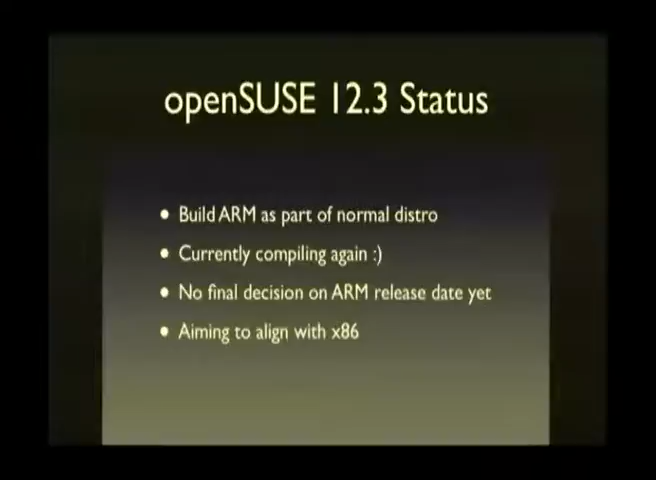 openSUSE 12.3 Status
• Build ARM as part of normal distro
• Currently compiling again :)
• No final decision on ARM release date yet
• Aiming to align with x86